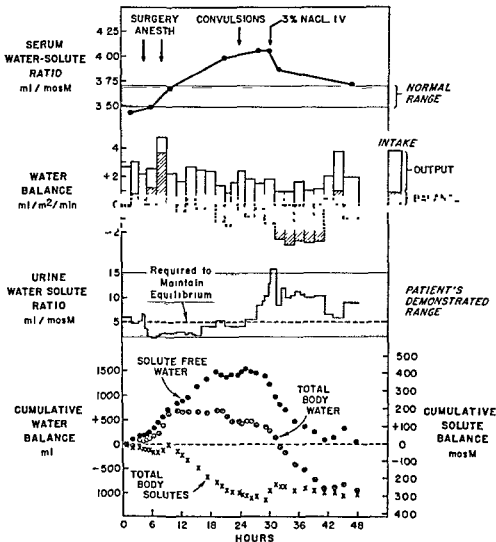 SURGERY
ANESTH
CONVULSIONS
3% NACL. IV
SERUM
WATER-SOLUTE
RATIO
ml / mosM
4 25
4 00
3.75
3.50
NORMAL
RANGE
WATER
BALANCE
ml/m²/min
4
+2
0
-2
INTAKE
OUTPUT
URINE
WATER SOLUTE
RATIO
ml / mosM
15
10
5
Required to
Maintain
Equilibrium
PATIENT'S
DEMONSTRATED
RANGE
CUMULATIVE
WATER
BALANCE
ml
1500
1000
+500
0
-500
1000
SOLUTE FREE
WATER
TOTAL
BODY
WATER
TOTAL
BODY
SOLUTES
500
400
300
200
+100
0
-100
200
300
400
CUMULATIVE
SOLUTE
BALANCE
mosM
0 6 12 18 24 30 36 42 48
HOURS